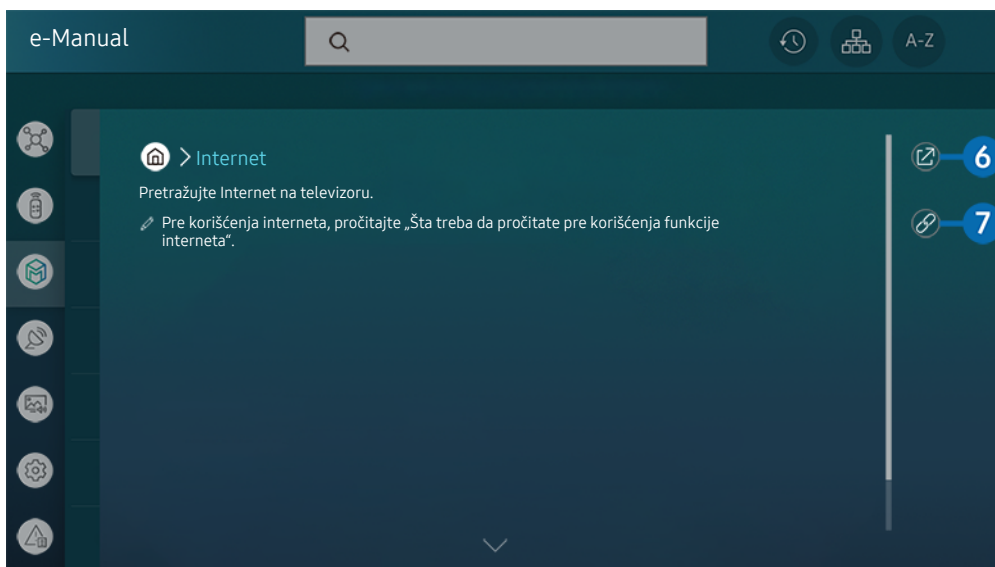 e-Manual
A-Z
Internet
6
Pretražujte Internet na televizoru.
Pre korišćenja interneta, pročitajte „Šta treba da pročitate pre korišćenja funkcije
interneta“.
7